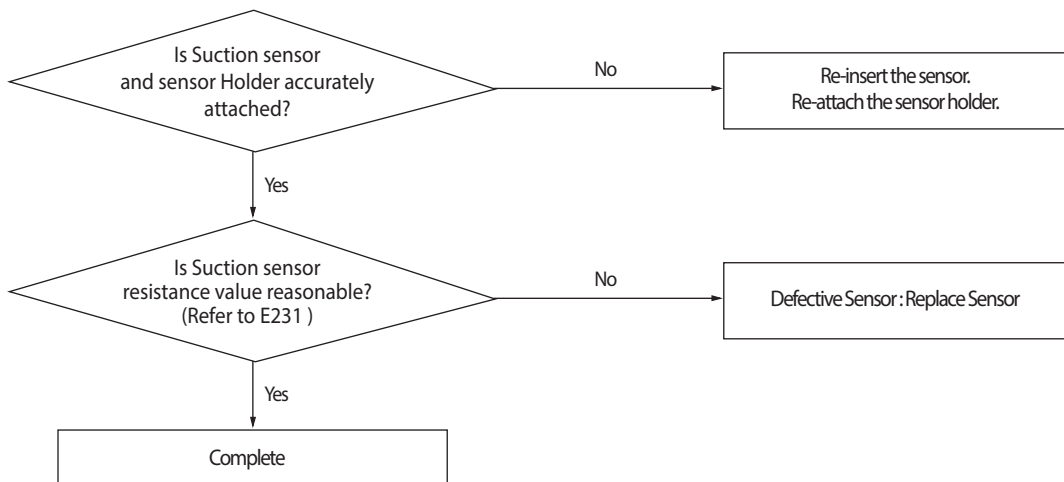 Is Suction sensor
and sensor Holder accurately
attached?
No
Re-insert the sensor.
Re-attach the sensor holder.
Yes
Is Suction sensor
resistance value reasonable?
(Refer to E231 )
No
Defective Sensor : Replace Sensor
Yes
Complete